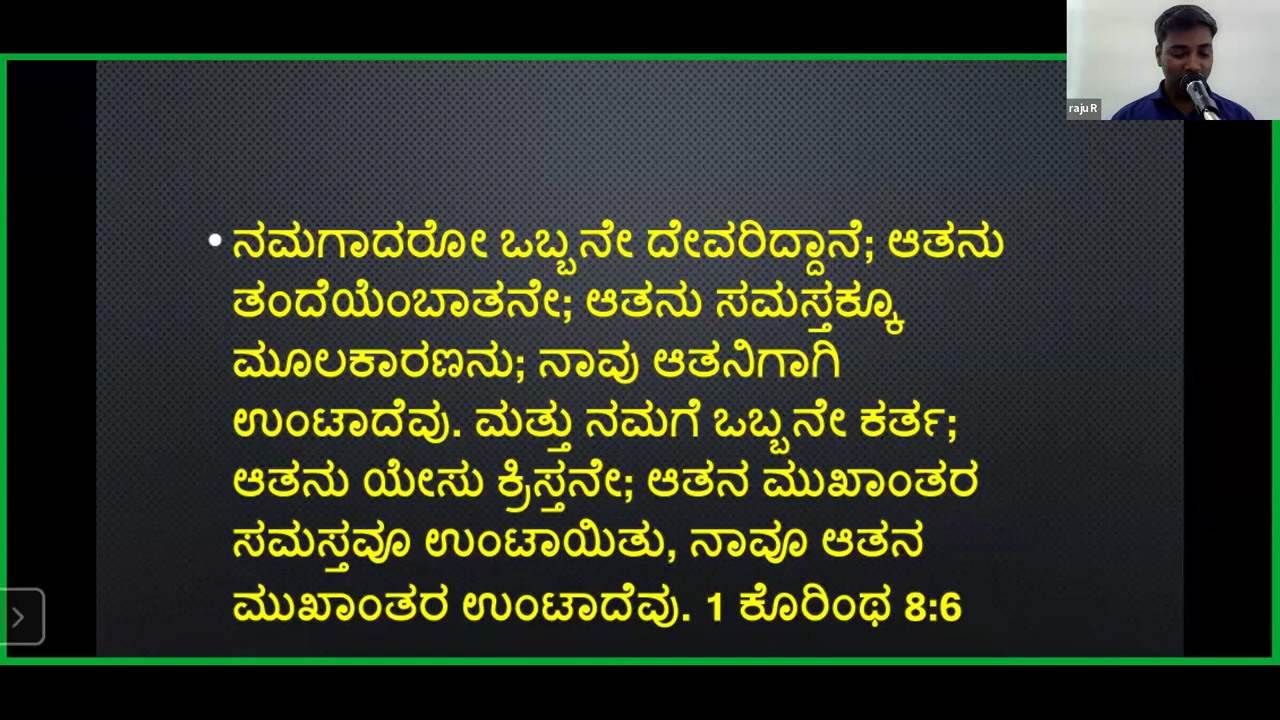 raju R
• ನಮಗಾದರೋ ಒಬ್ಬನೇ ದೇವರಿದ್ದಾನೆ; ಆತನು
ತಂದೆಯೆಂಬಾತನೇ; ಆತನು ಸಮಸ್ತಕ್ಕೂ
ಮೂಲಕಾರಣನು; ನಾವು ಆತನಿಗಾಗಿ
ಉಂಟಾದೆವು. ಮತ್ತು ನಮಗೆ ಒಬ್ಬನೇ ಕರ್ತ;
ಆತನು ಯೇಸು ಕ್ರಿಸ್ತನೇ; ಆತನ ಮುಖಾಂತರ
ಸಮಸ್ತವೂ ಉಂಟಾಯಿತು, ನಾವೂ ಆತನ
ಮುಖಾಂತರ ಉಂಟಾದೆವು. 1 ಕೊರಿಂಥ 8:6